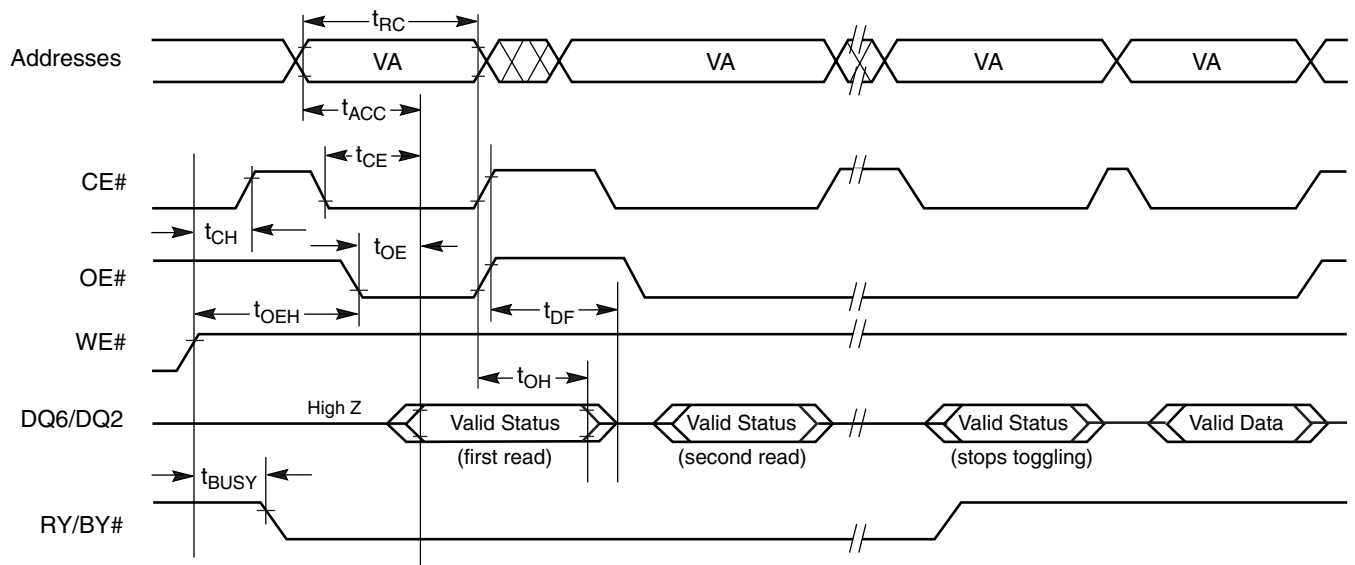 tRC
Addresses VA VA VA VA
tACC
tCE
CE#
tCH tOE
OE#
tOEH tDF
WE#
tOH
High Z
DQ6/DQ2 Valid Status Valid Status Valid Status Valid Data
(first read) (second read) (stops toggling)
tBUSY
RY/BY#